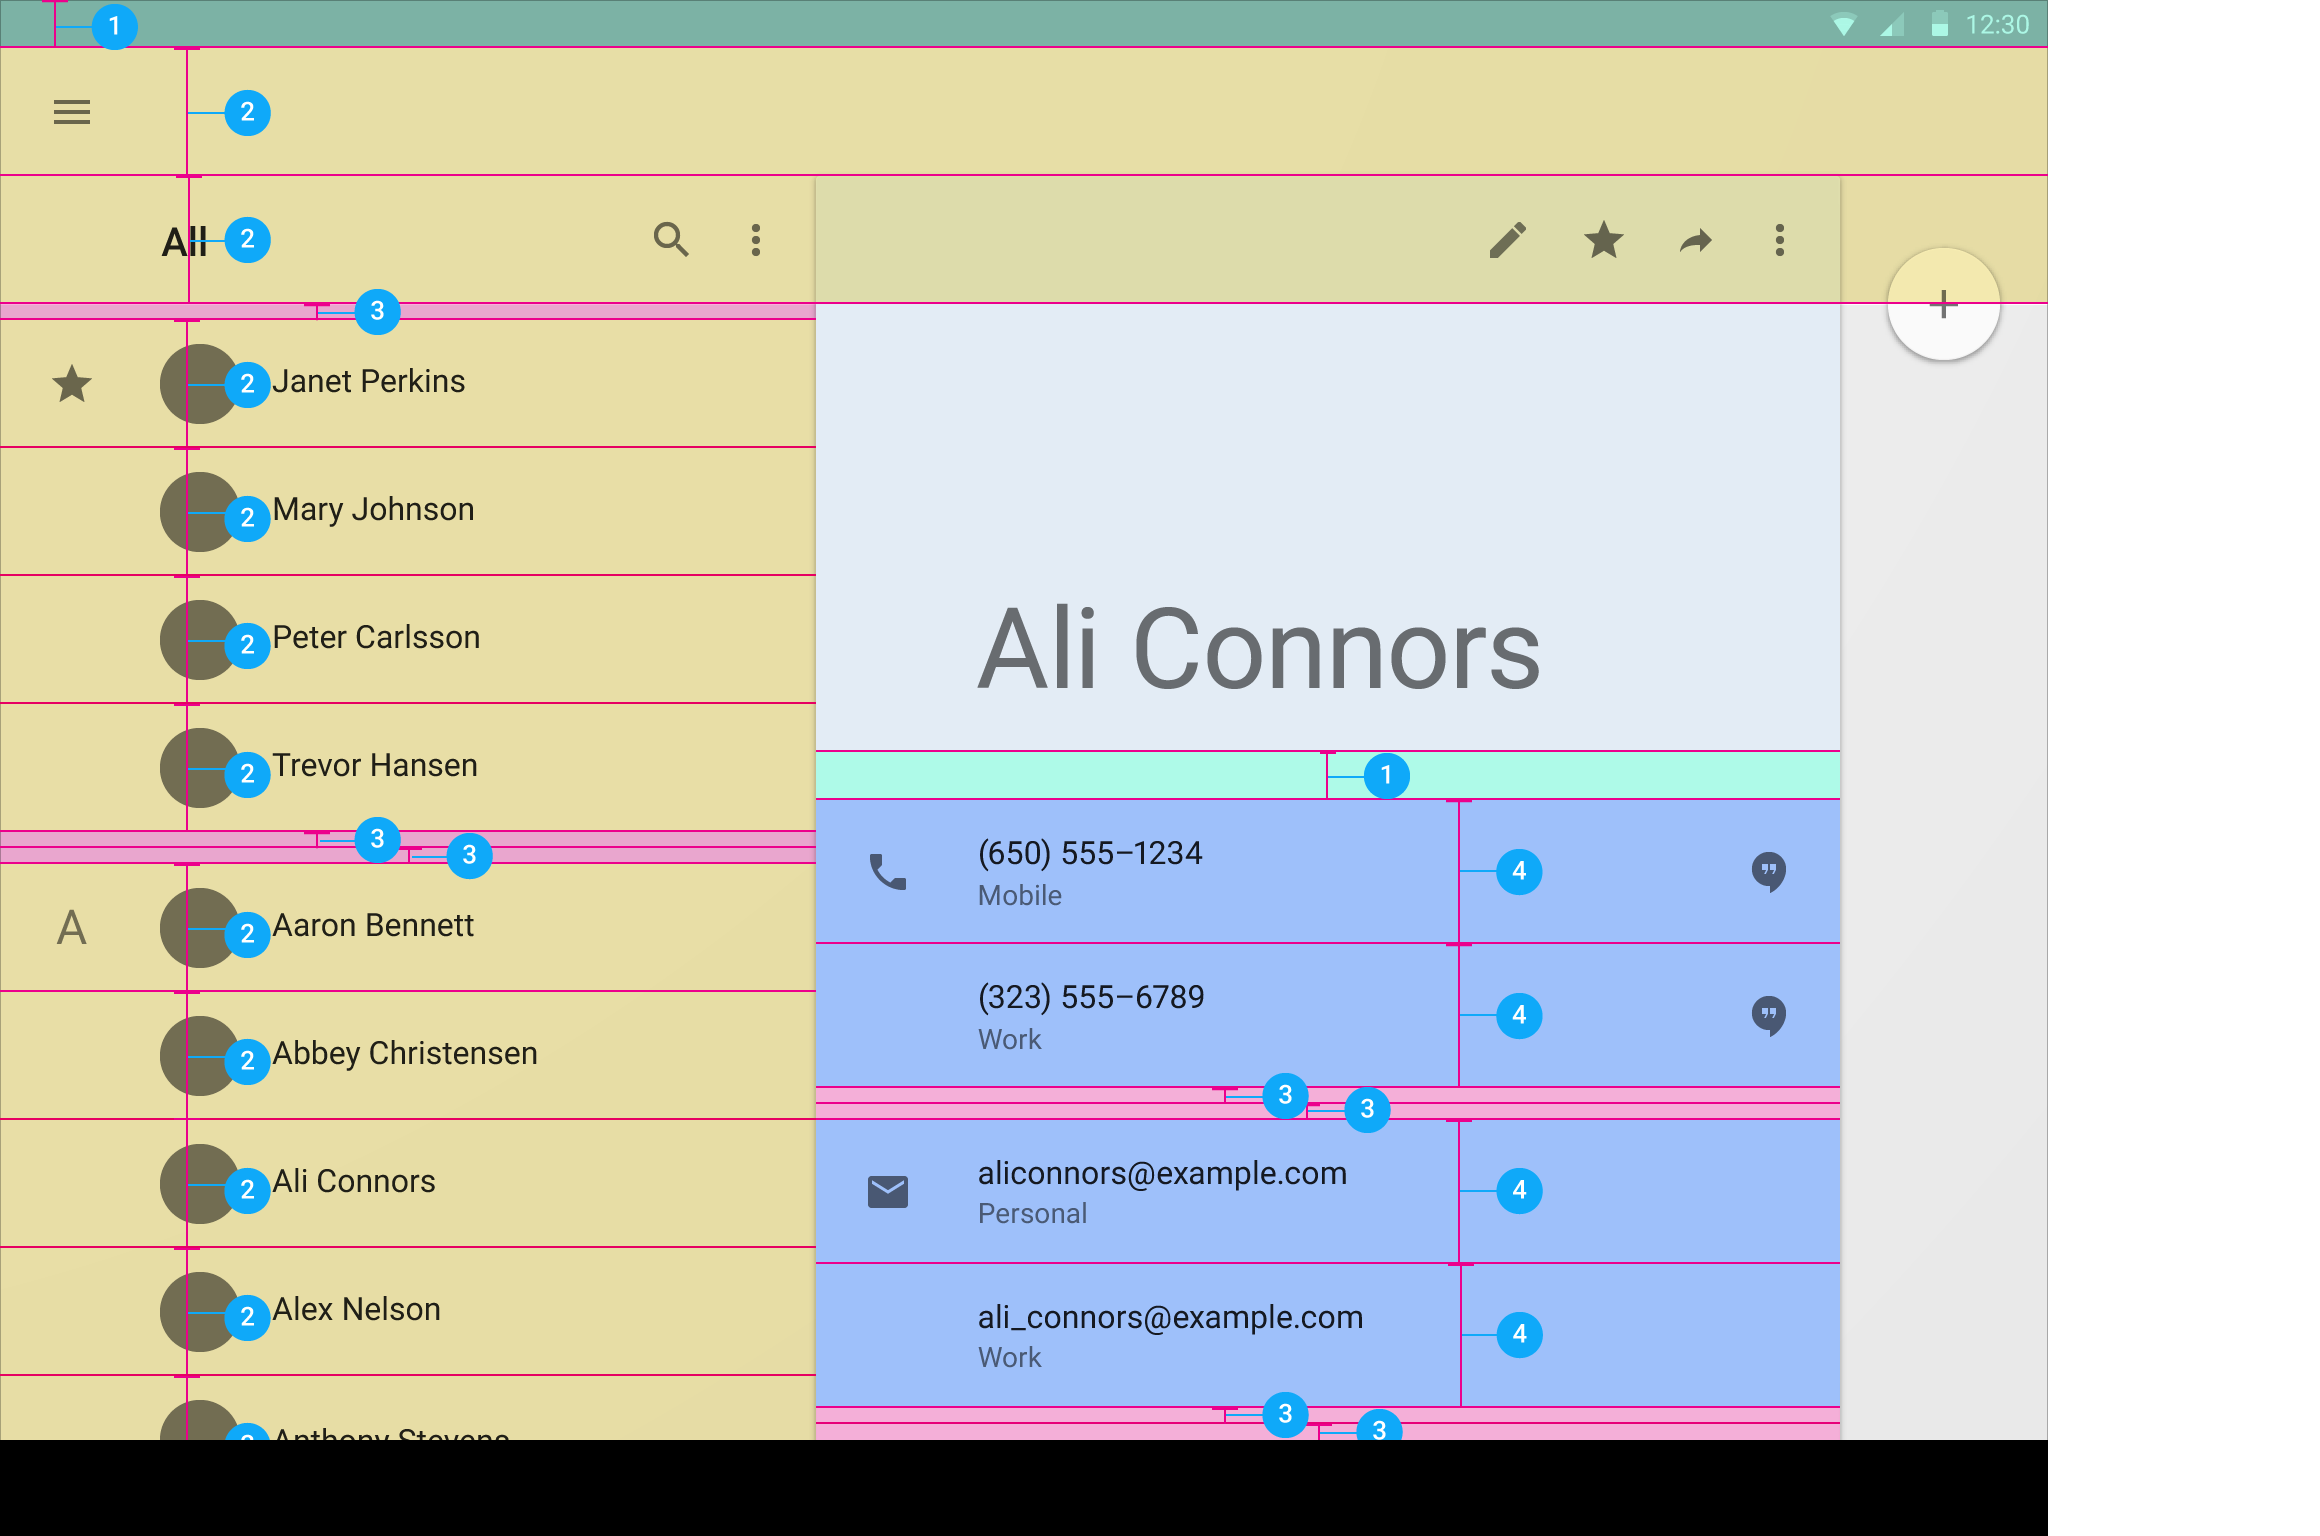 1
12:30
2
All
2
3
2
Janet Perkins
2
Mary Johnson
2
Peter Carlsson
2
Trevor Hansen
3
3
A
2
Aaron Bennett
2
Abbey Christensen
2
Ali Connors
2
Alex Nelson
2
Anthony Stevens
Ali Connors
1
(650) 555–1234
Mobile
4
(323) 555–6789
Work
4
3
3
aliconnors@example.com
Personal
4
ali_connors@example.com
Work
4
3
3